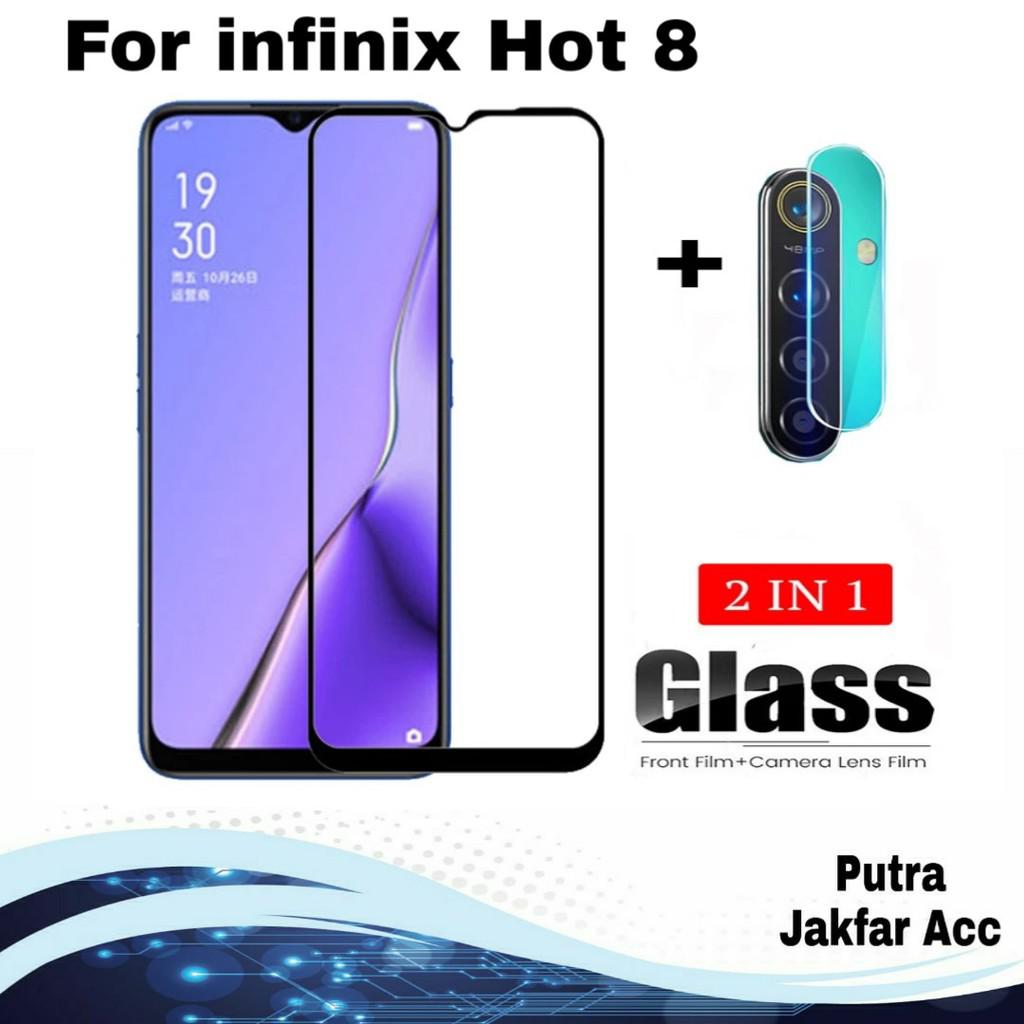 For infinix Hot 8
19
30
周五 10月26日
运营商
+
48MP
2 IN 1
Glass
Front Film+Camera Lens Film
Putra
Jakfar Acc